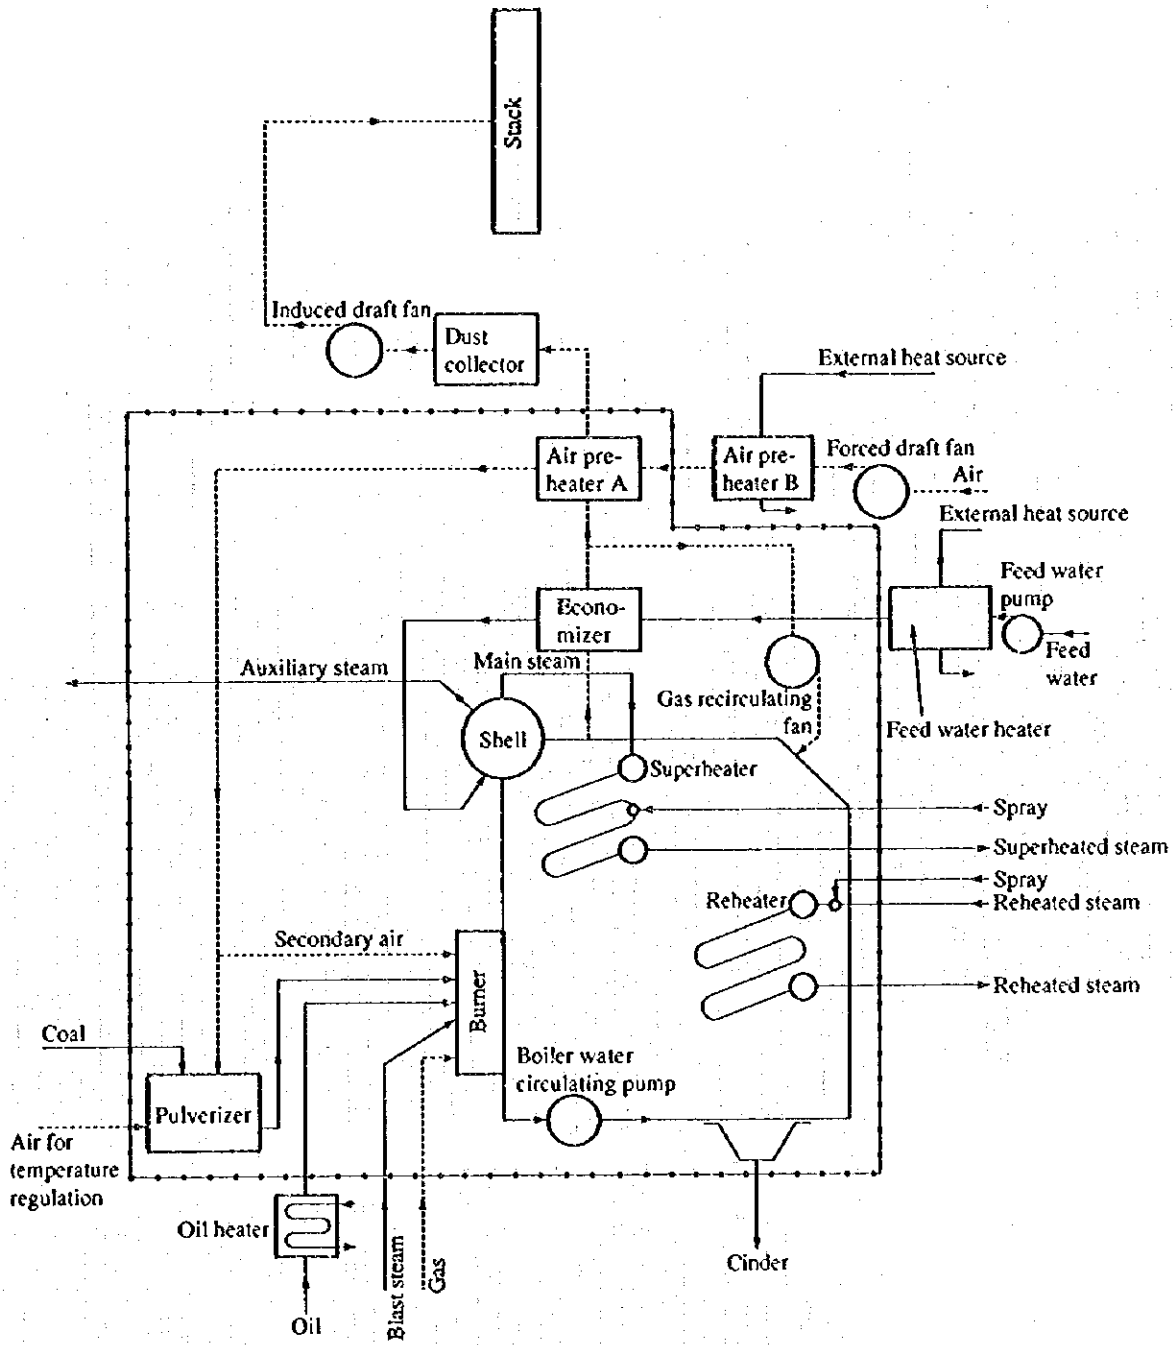 Stack
Induced draft fan
Dust
collector
External heat source
Air pre-
heater A
Air pre-
heater B
Forced draft fan
Air
External heat source
Feed water
pump
Econo-
mizer
Feed
water
Main steam
Auxiliary steam
Gas recirculating
fan
Feed water heater
Shell
Superheater
Spray
Superheated steam
Spray
Reheater
Reheated steam
Secondary air
Reheated steam
Burner
Coal
Boiler water
circulating pump
Pulverizer
Air for
temperature
regulation
Oil heater
Cinder
Oil
Blast steam
Gas